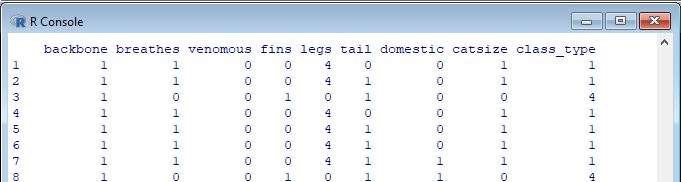 R Console
backbone breathes venomous fins legs tail domestic catsize class_type
1 1 1 0 0 4 0 0 1 1
2 1 1 0 0 4 1 0 1 1
3 1 0 0 1 0 1 0 0 4
4 1 1 0 0 4 0 0 1 1
5 1 1 0 0 4 1 0 1 1
6 1 1 0 0 4 1 0 1 1
7 1 1 0 0 4 1 1 1 1
8 1 0 0 1 0 1 1 0 4